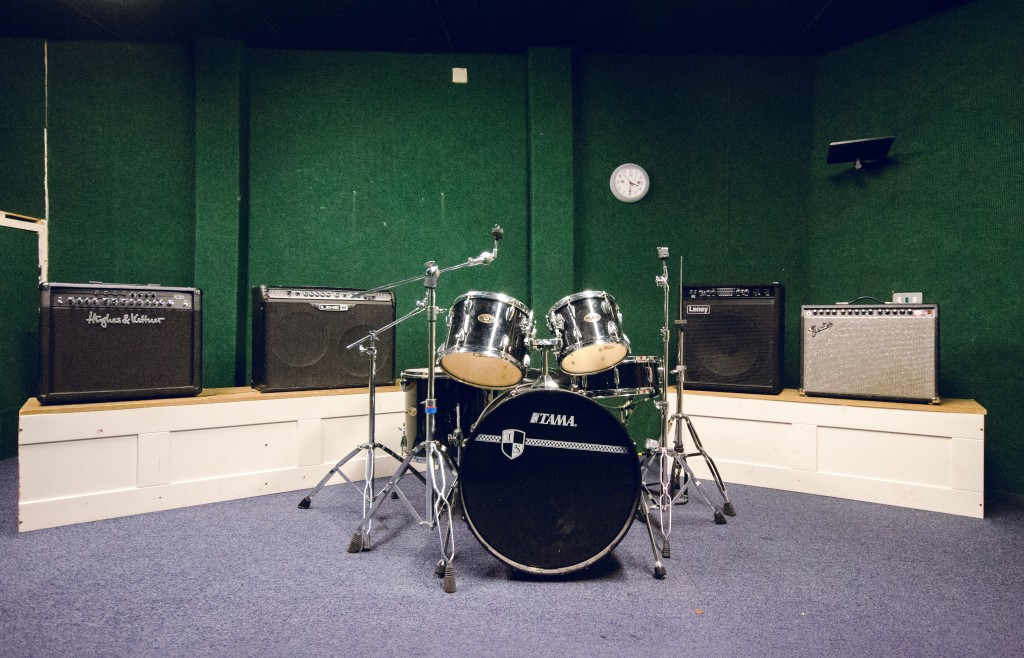 Hughes & Kettner
LINE 6
TAMA
Laney
Fender